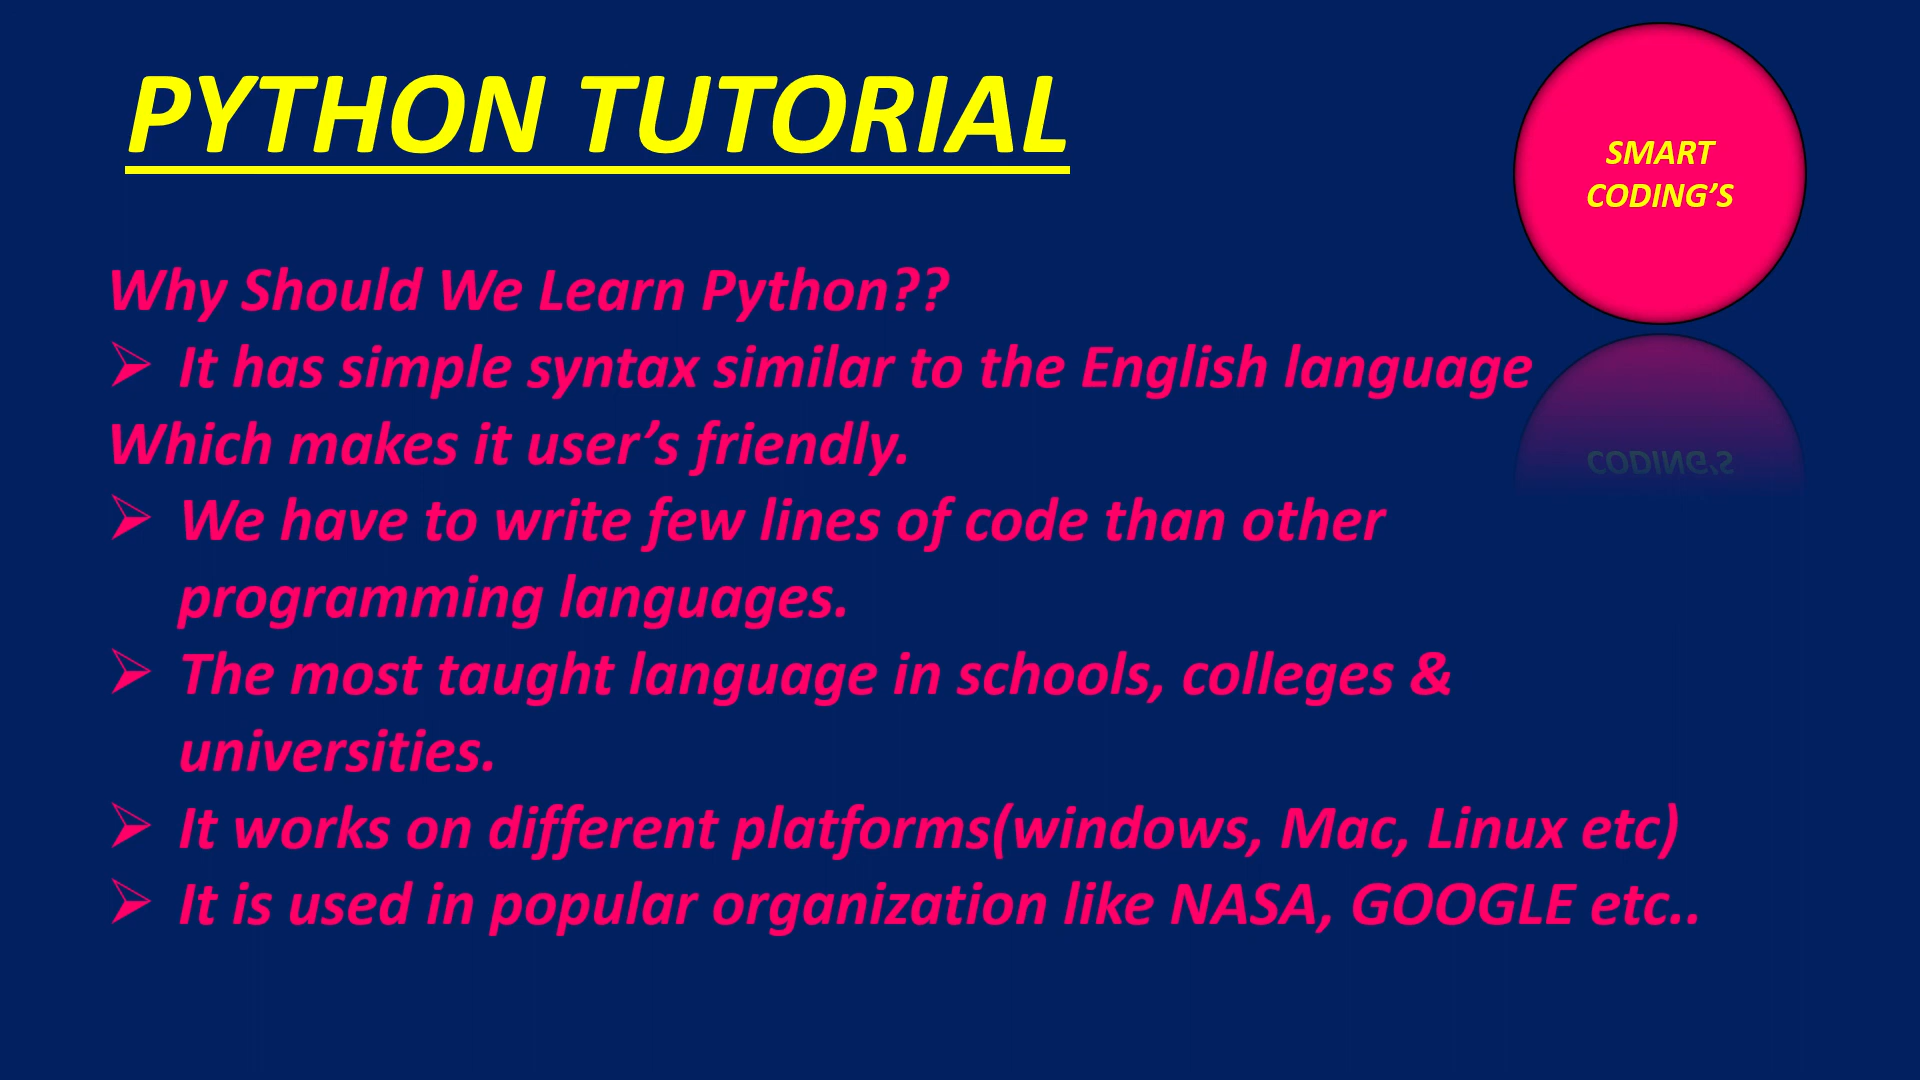 PYTHON TUTORIAL
SMART
CODING’S
Why Should We Learn Python??
➢ It has simple syntax similar to the English language
Which makes it user’s friendly.
➢ We have to write few lines of code than other
programming languages.
➢ The most taught language in schools, colleges &
universities.
➢ It works on different platforms(windows, Mac, Linux etc)
➢ It is used in popular organization like NASA, GOOGLE etc..
CODING’S